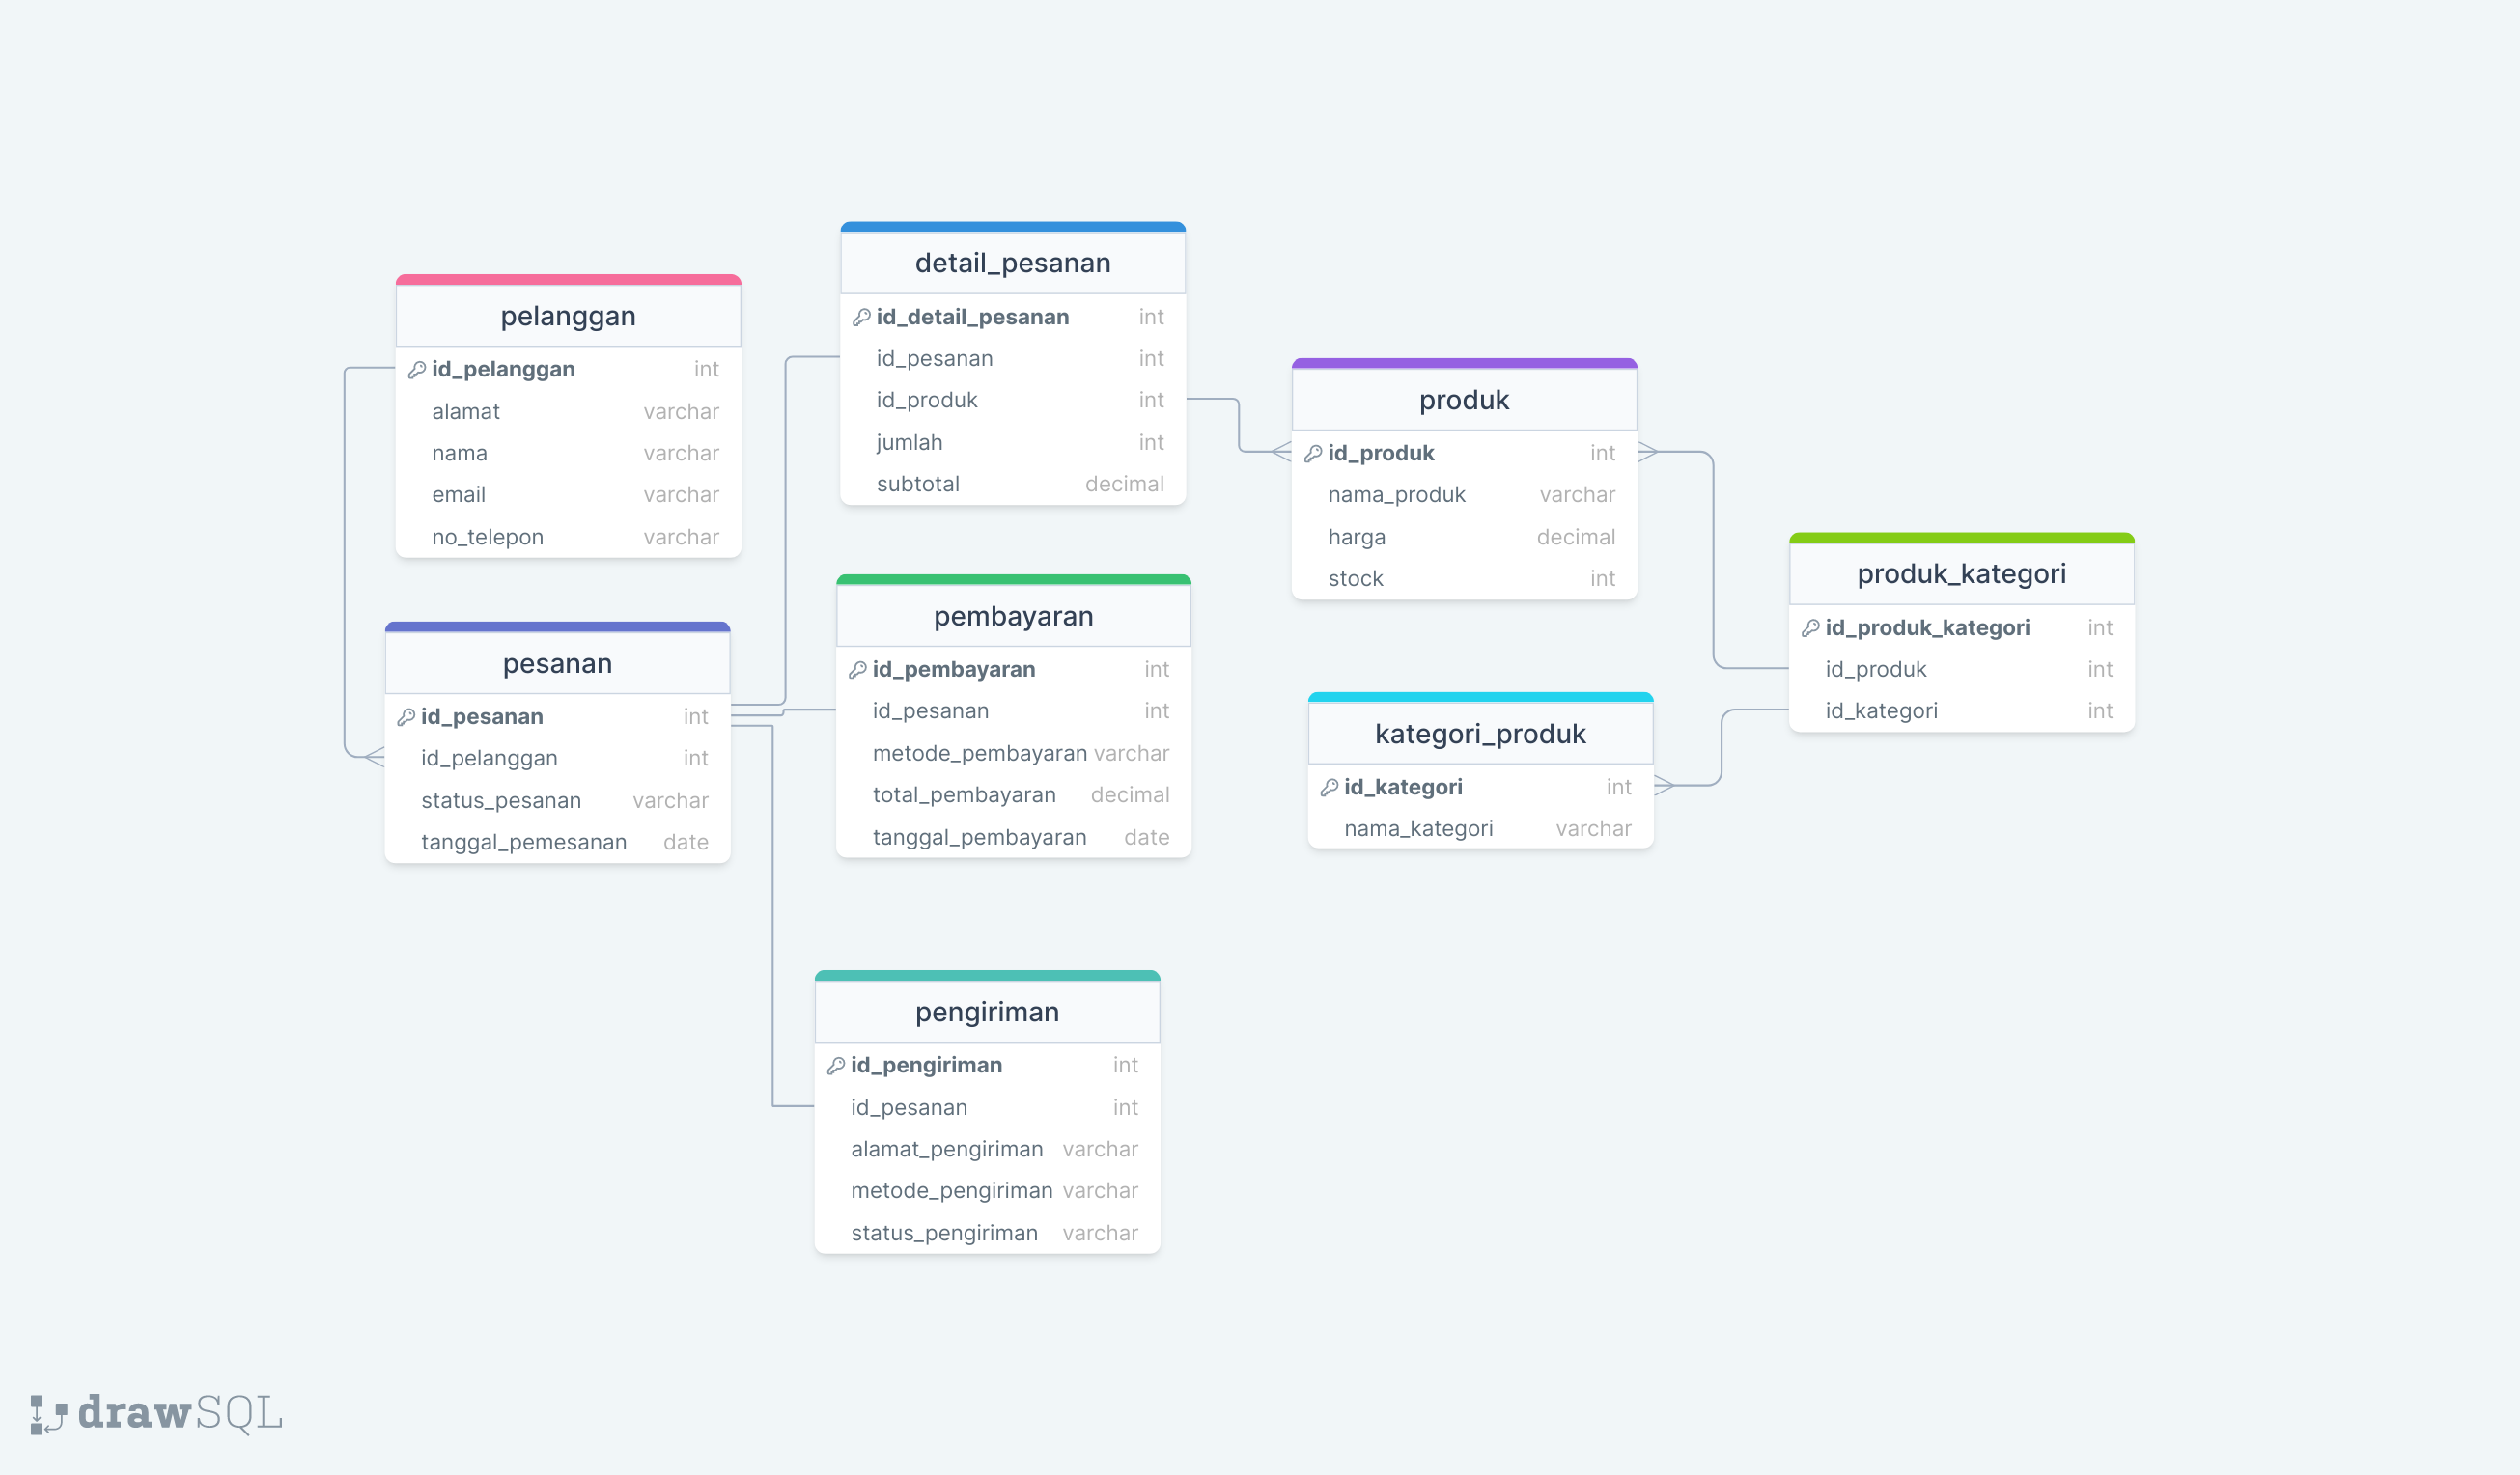 pelanggan
id_pelanggan int
alamat varchar
nama varchar
email varchar
no_telepon varchar
pesanan
id_pesanan int
id_pelanggan int
status_pesanan varchar
tanggal_pemesanan date
detail_pesanan
id_detail_pesanan int
id_pesanan int
id_produk int
jumlah int
subtotal decimal
pembayaran
id_pembayaran int
id_pesanan int
metode_pembayaran varchar
total_pembayaran decimal
tanggal_pembayaran date
pengiriman
id_pengiriman int
id_pesanan int
alamat_pengiriman varchar
metode_pengiriman varchar
status_pengiriman varchar
produk
id_produk int
nama_produk varchar
harga decimal
stock int
kategori_produk
id_kategori int
nama_kategori varchar
produk_kategori
id_produk_kategori int
id_produk int
id_kategori int
drawSQL